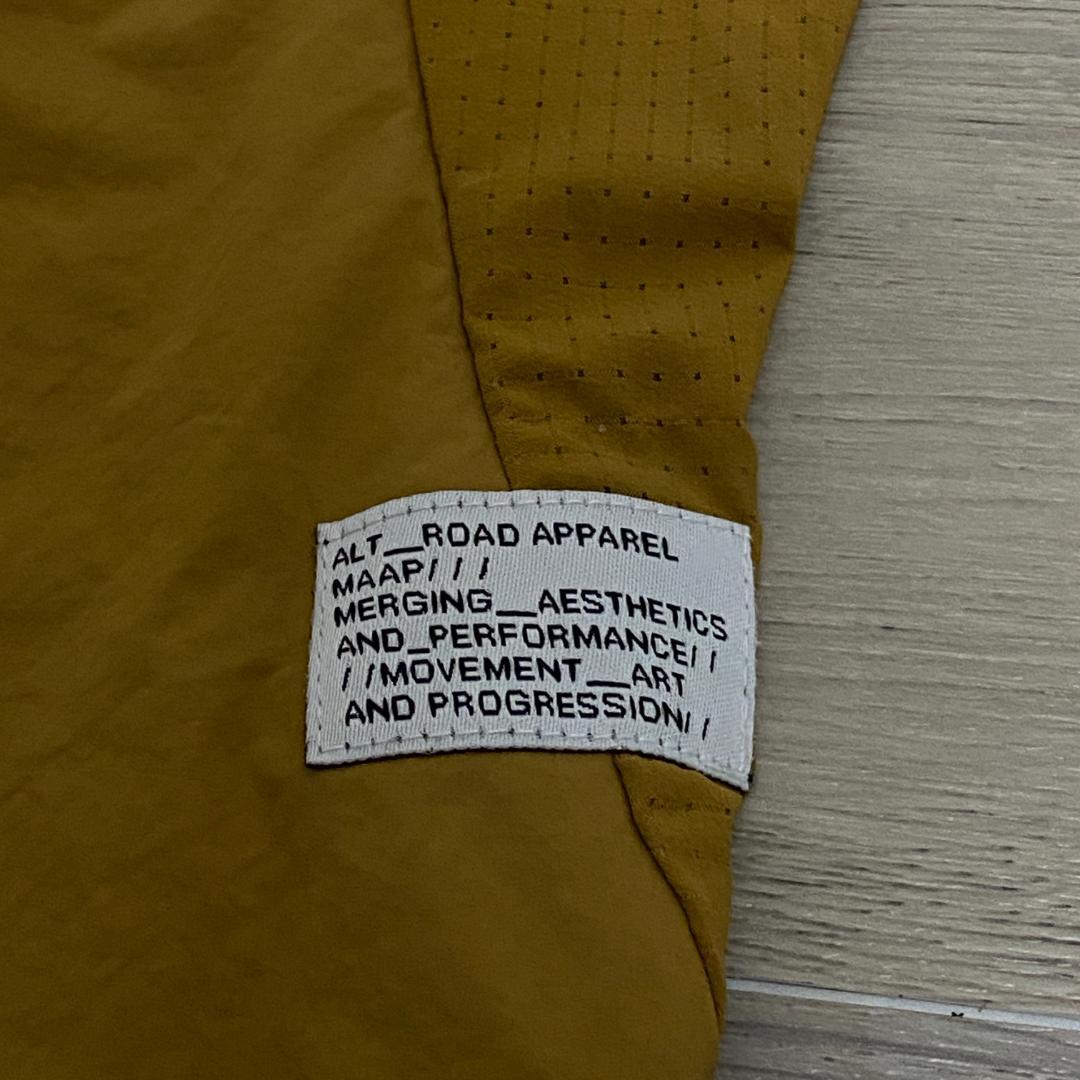 ALT__ROAD APPAREL
MAAP///
MERGING__AESTHETICS
AND_PERFORMANCE//
//MOVEMENT__ART
AND PROGRESSION//